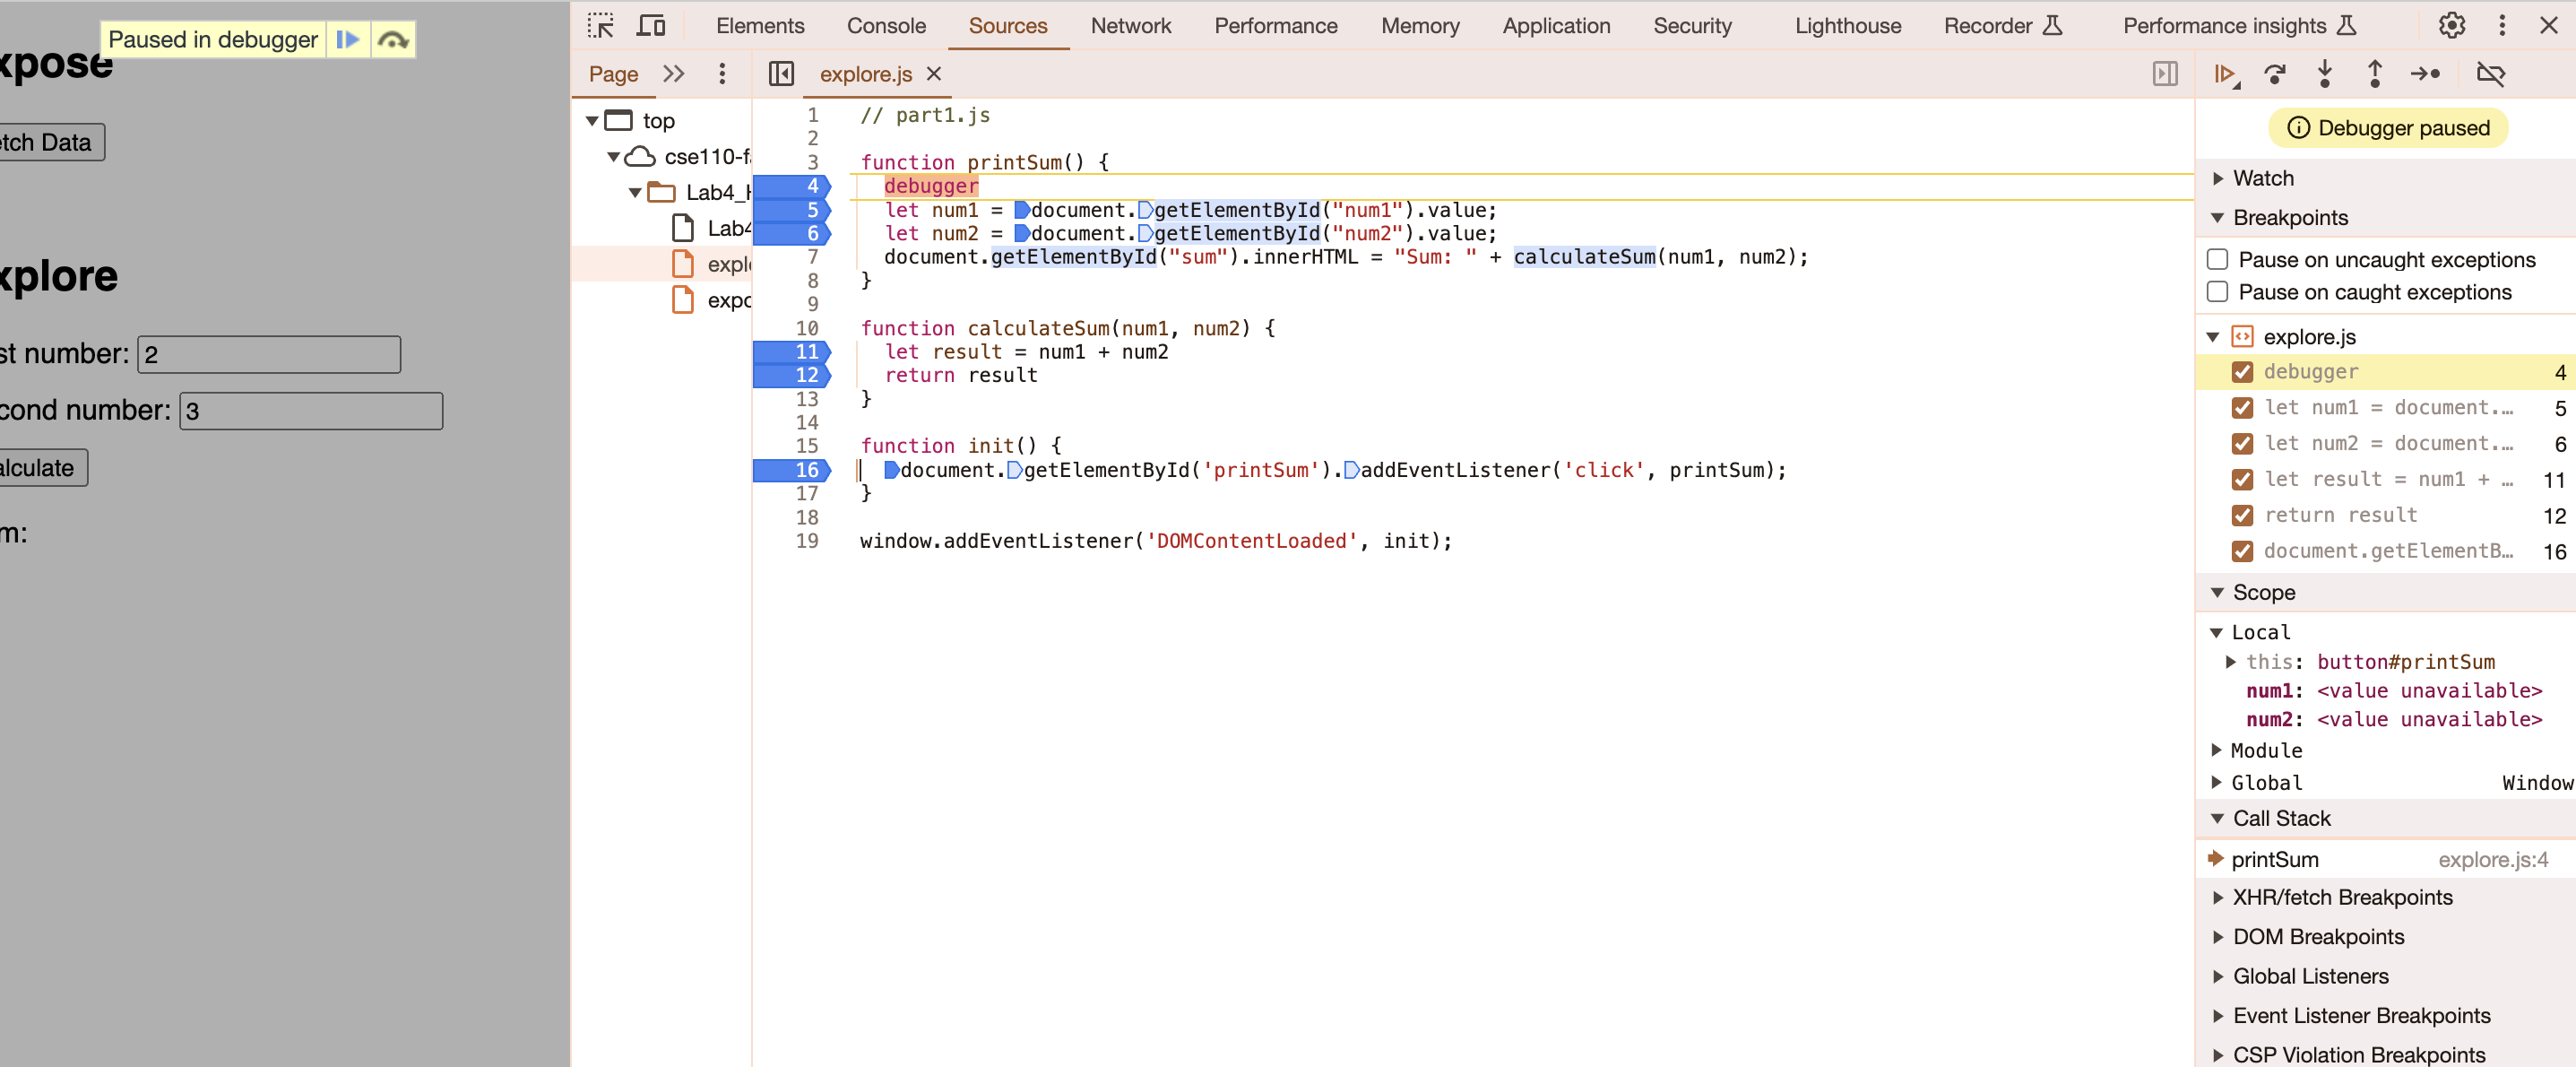 Paused in debugger
xpose
etch Data
xplore
st number: 2
cond number: 3
alculate
m:
Elements Console Sources Network Performance Memory Application Security Lighthouse Recorder Performance insights
Page
top
cse110-f
Lab4_H
Lab4
explo
expo
explore.js
1 // part1.js
2
3 function printSum() {
4 debugger
5 let num1 = document.getElementById("num1").value;
6 let num2 = document.getElementById("num2").value;
7 document.getElementById("sum").innerHTML = "Sum: " + calculateSum(num1, num2);
8 }
9
10 function calculateSum(num1, num2) {
11 let result = num1 + num2
12 return result
13 }
14
15 function init() {
16 document.getElementById('printSum').addEventListener('click', printSum);
17 }
18
19 window.addEventListener('DOMContentLoaded', init);
Debugger paused
Watch
Breakpoints
Pause on uncaught exceptions
Pause on caught exceptions
explore.js
debugger 4
let num1 = document.… 5
let num2 = document.… 6
let result = num1 + … 11
return result 12
document.getElementB… 16
Scope
Local
this: button#printSum
num1: <value unavailable>
num2: <value unavailable>
Module
Global Window
Call Stack
printSum explore.js:4
XHR/fetch Breakpoints
DOM Breakpoints
Global Listeners
Event Listener Breakpoints
CSP Violation Breakpoints